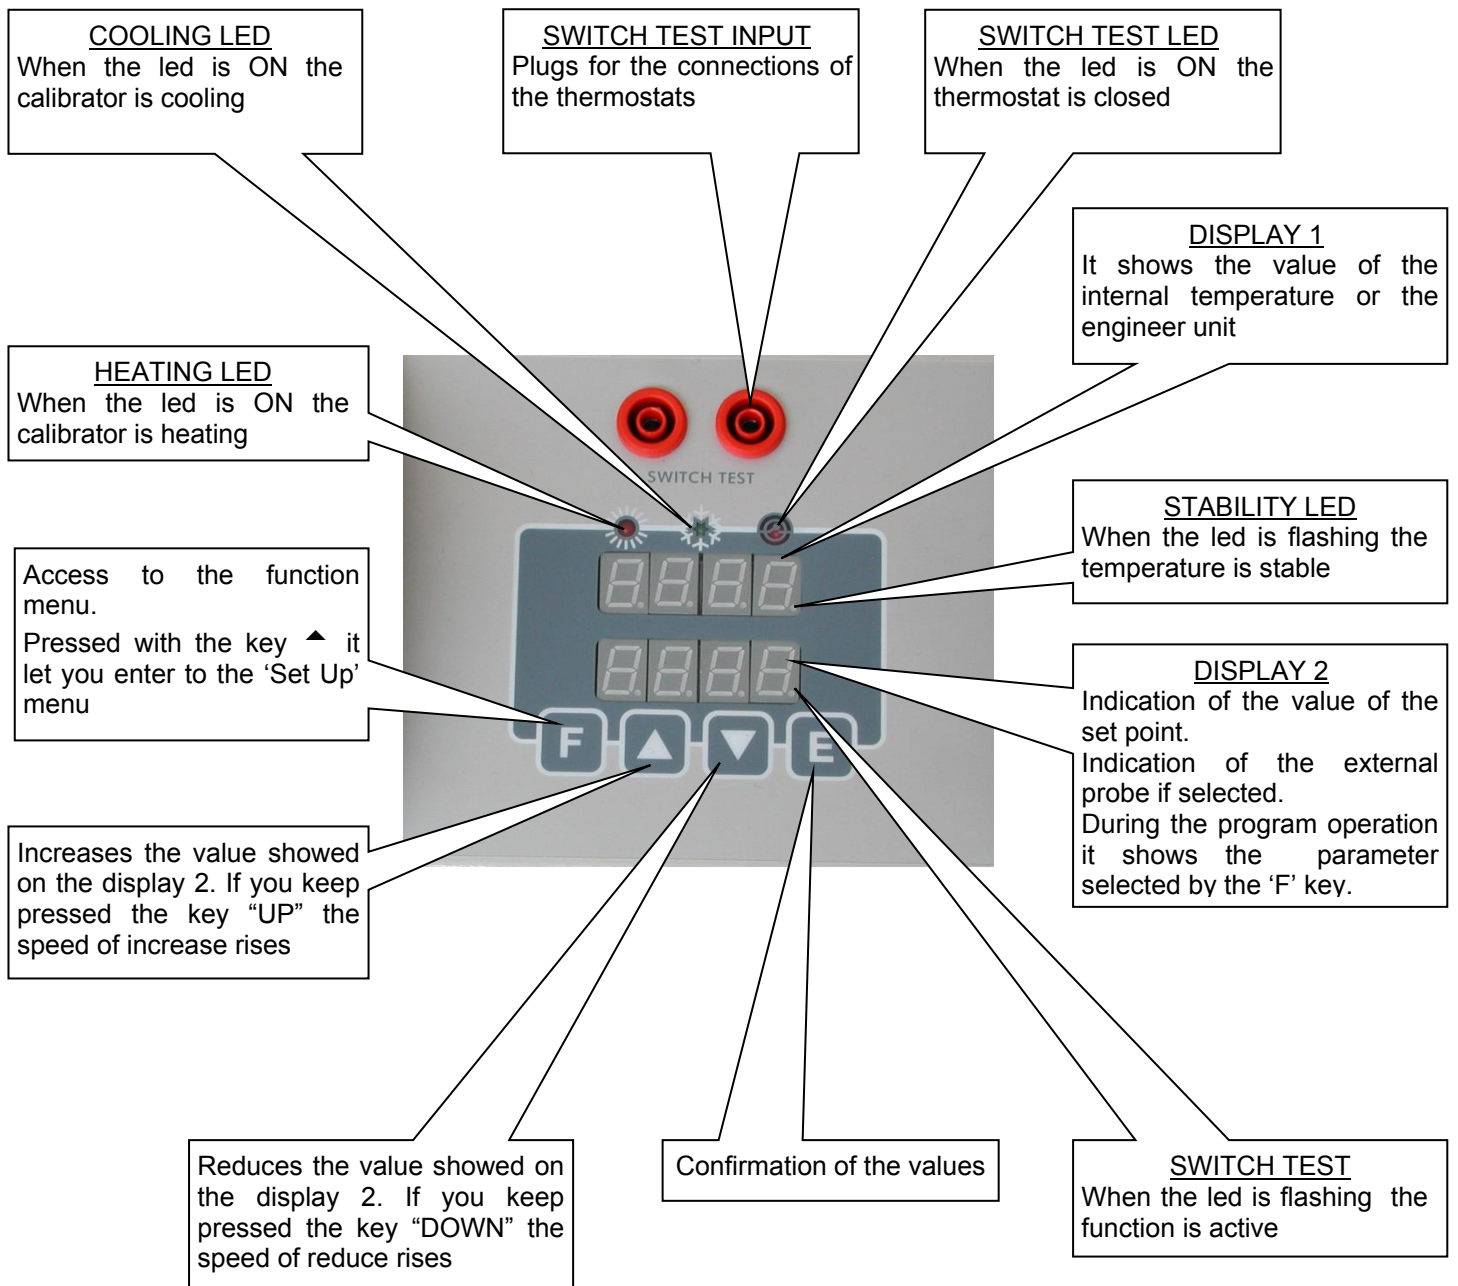 COOLING LED
When the led is ON the
calibrator is cooling
SWITCH TEST INPUT
Plugs for the connections of
the thermostats
SWITCH TEST LED
When the led is ON the
thermostat is closed
DISPLAY 1
It shows the value of the
internal temperature or the
engineer unit
HEATING LED
When the led is ON the
calibrator is heating
SWITCH TEST
STABILITY LED
When the led is flashing the
temperature is stable
Access to the function
menu.
Pressed with the key ▲ it
let you enter to the ‘Set Up’
menu
8.8.8.8.
8.8.8.8.
F ▲ ▼ E
DISPLAY 2
Indication of the value of the
set point.
Indication of the external
probe if selected.
During the program operation
it shows the parameter
selected by the ‘F’ key.
Increases the value showed
on the display 2. If you keep
pressed the key “UP” the
speed of increase rises
Reduces the value showed on
the display 2. If you keep
pressed the key “DOWN” the
speed of reduce rises
Confirmation of the values
SWITCH TEST
When the led is flashing the
function is active